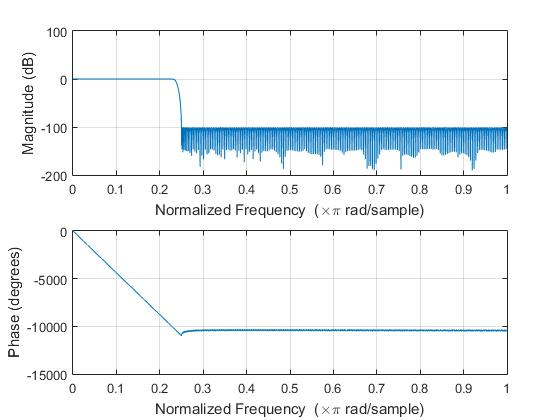 100
0
-100
-200
Magnitude (dB)
0 0.1 0.2 0.3 0.4 0.5 0.6 0.7 0.8 0.9 1
Normalized Frequency (×π rad/sample)
0
-5000
-10000
-15000
Phase (degrees)
0 0.1 0.2 0.3 0.4 0.5 0.6 0.7 0.8 0.9 1
Normalized Frequency (×π rad/sample)